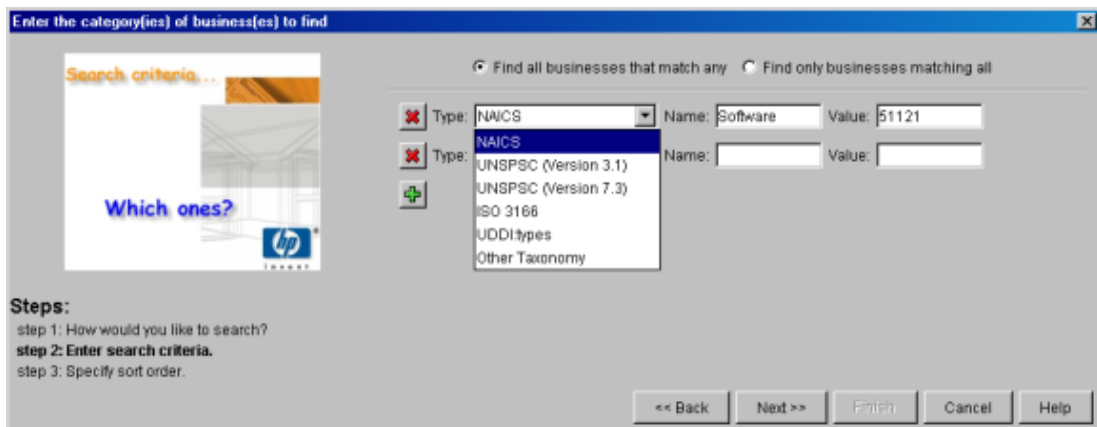 Enter the category(ies) of business(es) to find
Search criteria...
Which ones?
hp
invent
Find all businesses that match any Find only businesses matching all
Type: NAICS Name: Software Value: 51121
NAICS
Type: Name: Value:
UNSPSC (Version 3.1)
UNSPSC (Version 7.3)
ISO 3166
UDDI:types
Other Taxonomy
Steps:
step 1: How would you like to search?
step 2: Enter search criteria.
step 3: Specify sort order.
<< Back Next >> Finish Cancel Help